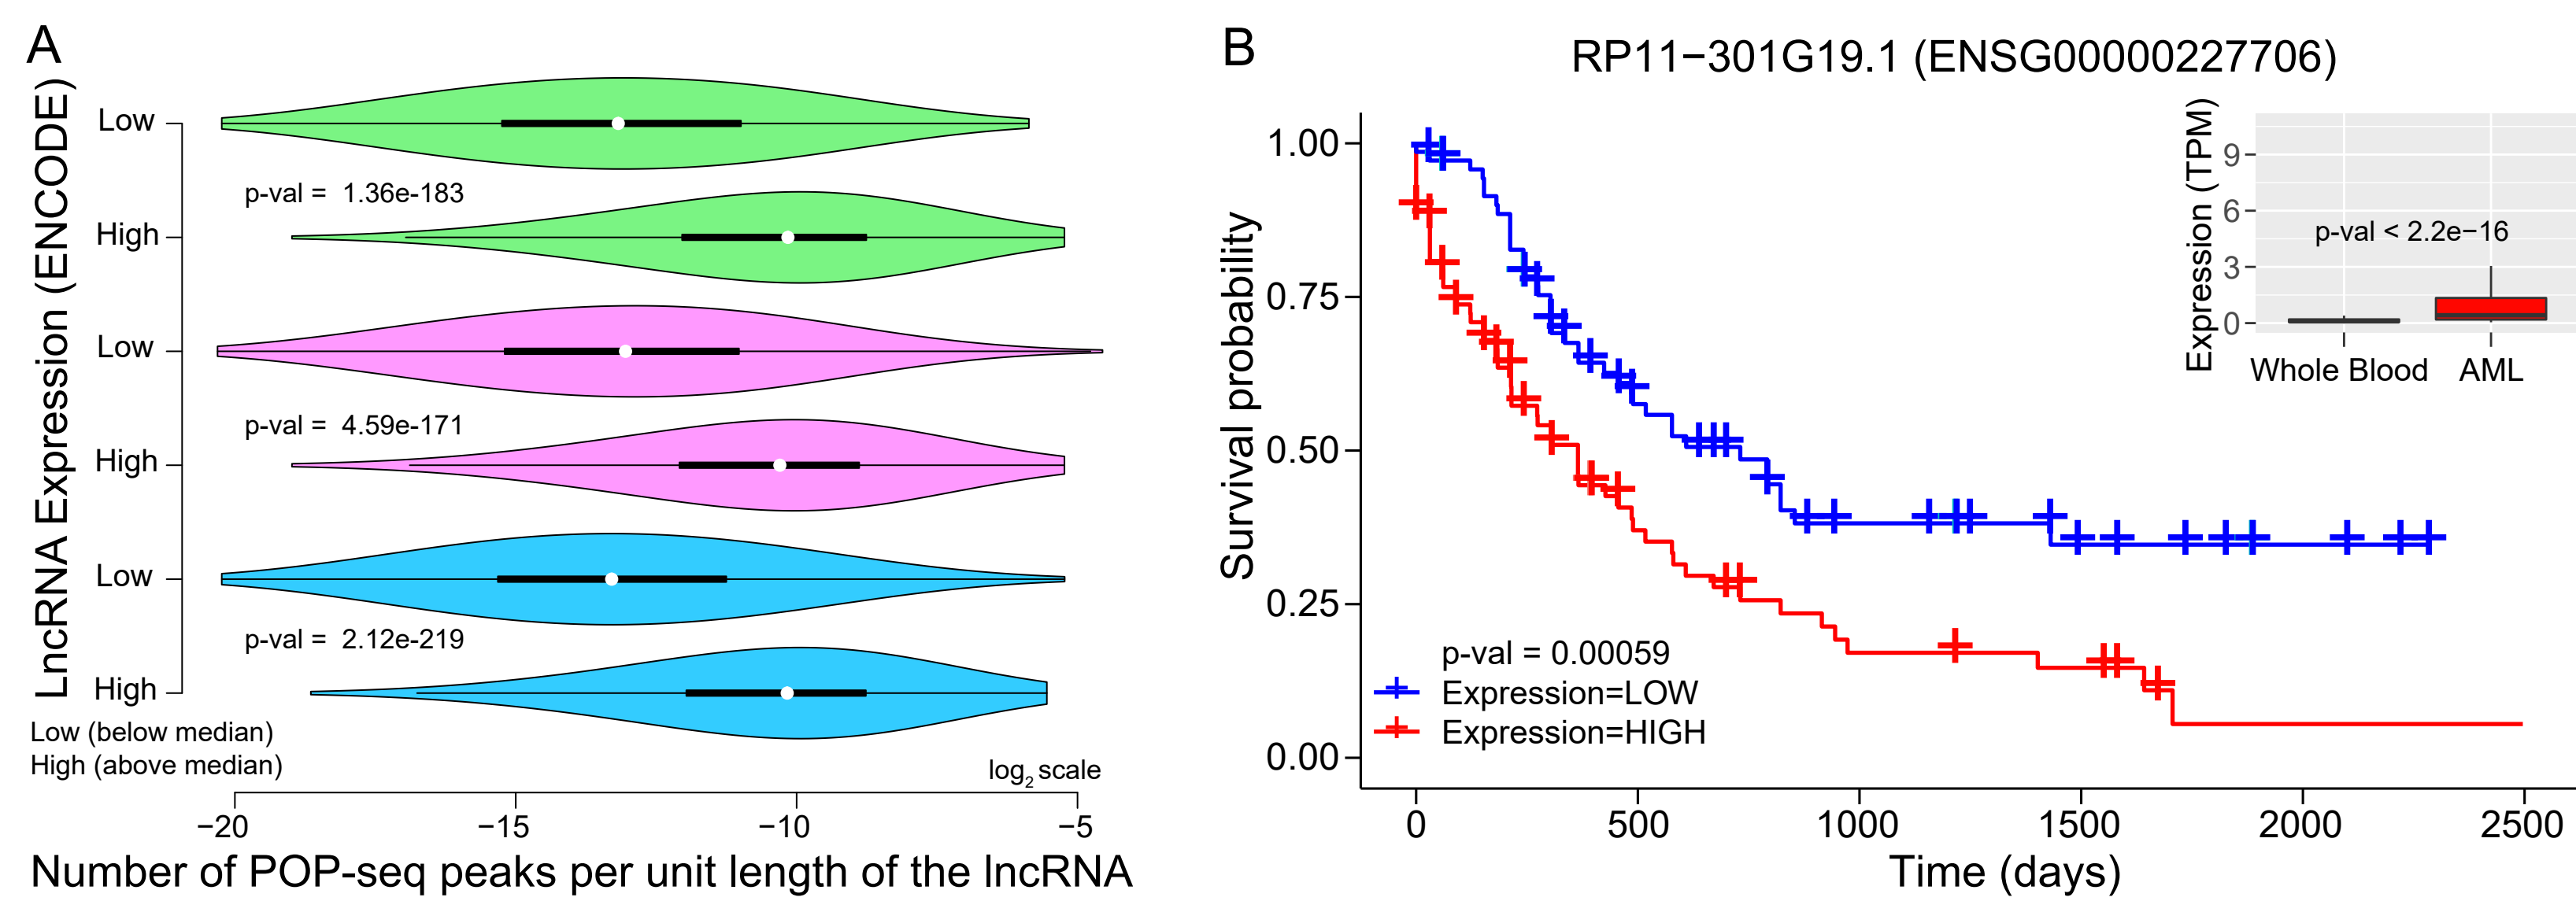 A
LncRNA Expression (ENCODE)
Low
p-val = 1.36e-183
High
Low
p-val = 4.59e-171
High
Low
p-val = 2.12e-219
High
Low (below median)
High (above median)
log2 scale
−20
−15
−10
−5
Number of POP-seq peaks per unit length of the lncRNA
B
RP11−301G19.1 (ENSG00000227706)
Survival probability
1.00
0.75
0.50
0.25
0.00
Expression (TPM)
9
6
3
0
p-val < 2.2e−16
Whole Blood
AML
p-val = 0.00059
Expression=LOW
Expression=HIGH
0
500
1000
1500
2000
2500
Time (days)